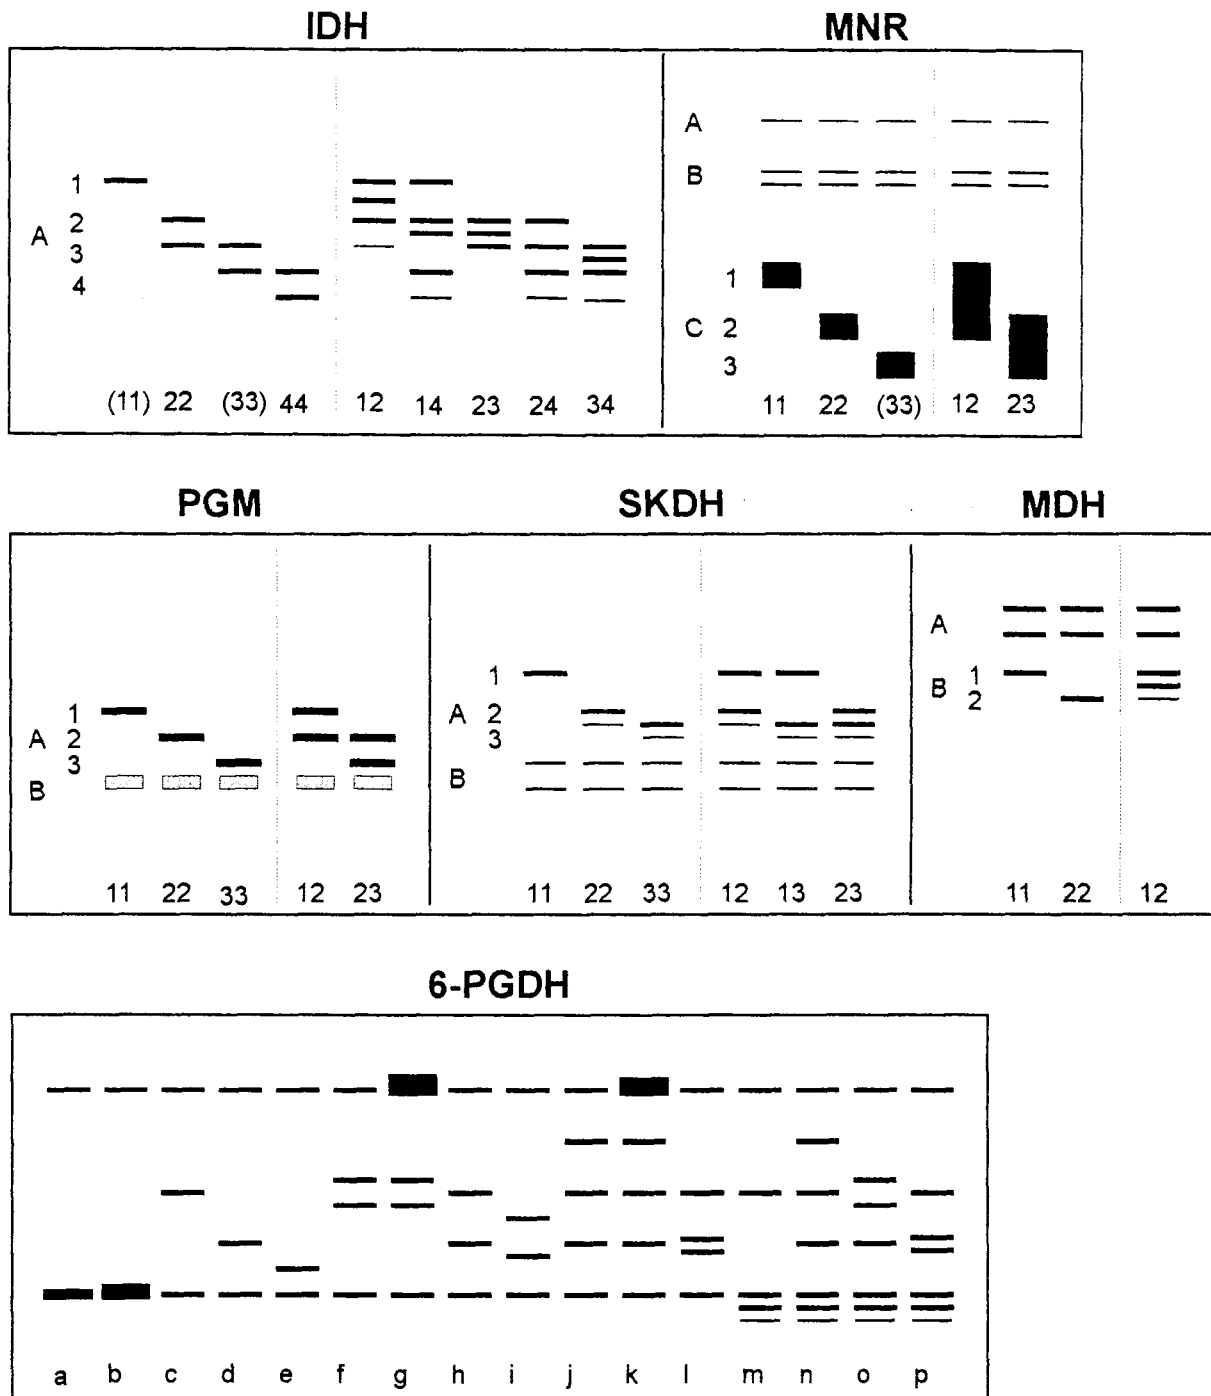 IDH MNR
A
B
1
2
A
3
4
1
C 2
3
(11) 22 (33) 44 12 14 23 24 34 11 22 (33) 12 23
PGM SKDH MDH
A
1
B 1
2
1
A 2
3
B
1
A 2
3
B
11 22 33 12 23 11 22 33 12 13 23 11 22 12
6-PGDH
a b c d e f g h i j k l m n o p